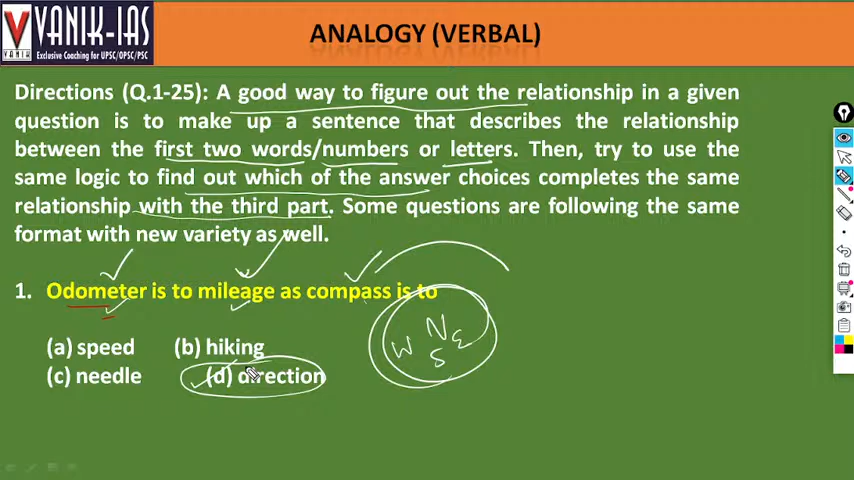 VANIK-IAS
VANIK
Exclusive Coaching for UPSC/OPSC/PSC
ANALOGY (VERBAL)
Directions (Q.1-25): A good way to figure out the relationship in a given
question is to make up a sentence that describes the relationship
between the first two words/numbers or letters. Then, try to use the
same logic to find out which of the answer choices completes the same
relationship with the third part. Some questions are following the same
format with new variety as well.
1. Odometer is to mileage as compass is to
(a) speed (b) hiking
(c) needle (d) direction
N
W E
S